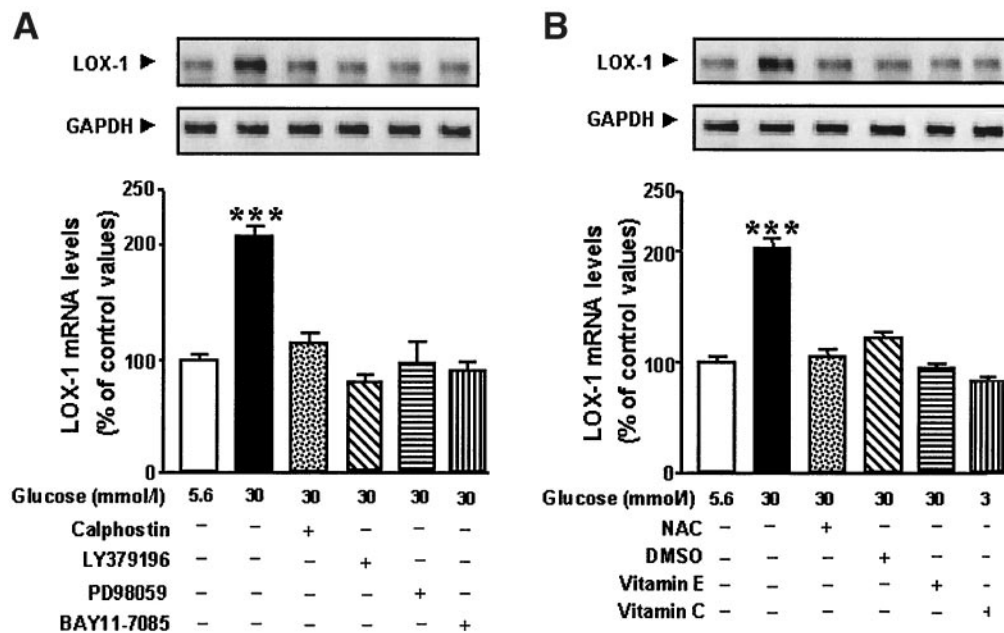 A
LOX-1
GAPDH
LOX-1 mRNA levels
(% of control values)
250
200
100
0
***
Glucose (mmol/l) 5.6 30 30 30 30 30
Calphostin – – + – – –
LY379196 – – – + – –
PD98059 – – – – + –
BAY11-7085 – – – – – +
B
LOX-1
GAPDH
LOX-1 mRNA levels
(% of control values)
250
200
100
0
***
Glucose (mmol/l) 5.6 30 30 30 30 3
NAC – – + – – –
DMSO – – – + – –
Vitamin E – – – – + –
Vitamin C – – – – – +